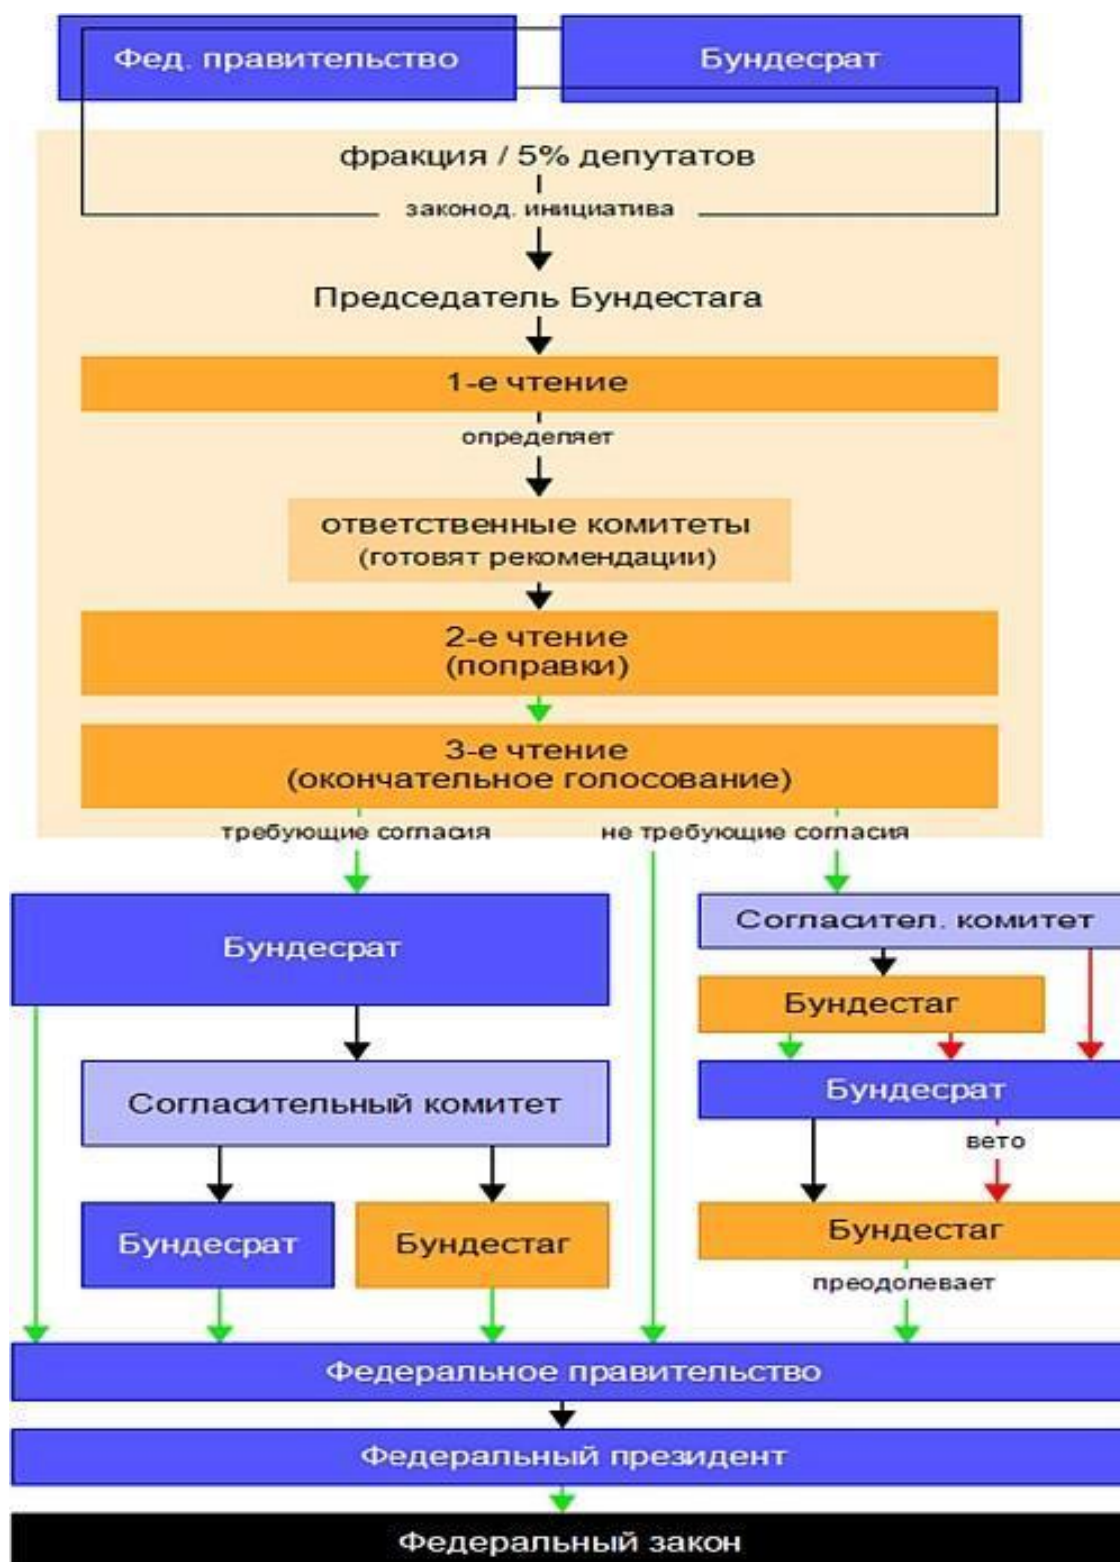 Фед. правительство
Бундесрат
фракция / 5% депутатов
законод. инициатива
Председатель Бундестага
1-е чтение
определяет
ответственные комитеты
(готовят рекомендации)
2-е чтение
(поправки)
3-е чтение
(окончательное голосование)
требующие согласия
не требующие согласия
Бундесрат
Согласител. комитет
Бундестаг
Согласительный комитет
Бундесрат
вето
Бундесрат
Бундестаг
Бундестаг
преодолевает
Федеральное правительство
Федеральный президент
Федеральный закон